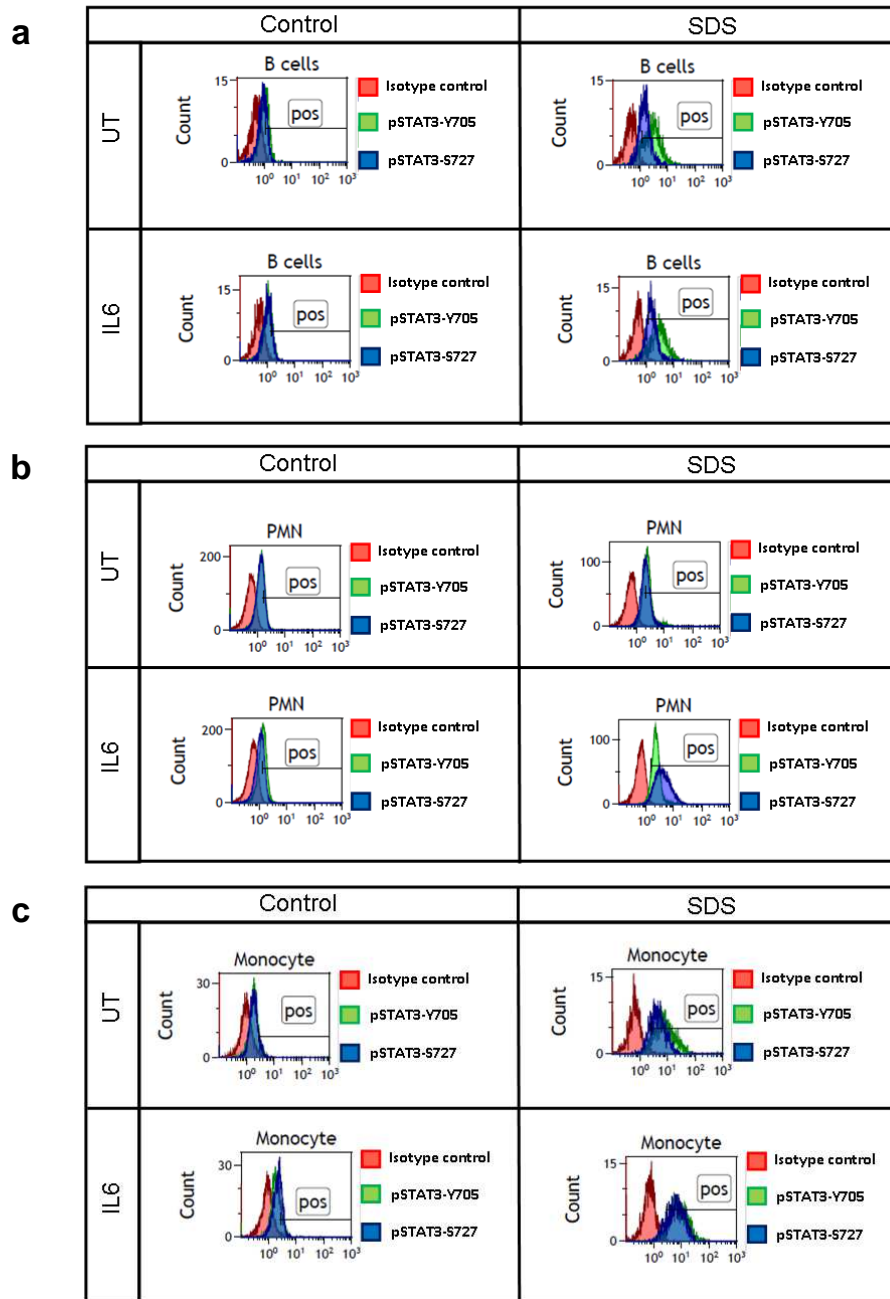 a
Control SDS
UT
B cells
15
Count
0
pos
10⁰ 10¹ 10² 10³
Isotype control
pSTAT3-Y705
pSTAT3-S727
B cells
15
Count
0
pos
10⁰ 10¹ 10² 10³
Isotype control
pSTAT3-Y705
pSTAT3-S727
IL6
B cells
15
Count
0
pos
10⁰ 10¹ 10² 10³
Isotype control
pSTAT3-Y705
pSTAT3-S727
B cells
15
Count
0
pos
10⁰ 10¹ 10² 10³
Isotype control
pSTAT3-Y705
pSTAT3-S727
b
Control SDS
UT
PMN
200
Count
0
pos
10⁰ 10¹ 10² 10³
Isotype control
pSTAT3-Y705
pSTAT3-S727
PMN
100
Count
0
pos
10⁰ 10¹ 10² 10³
Isotype control
pSTAT3-Y705
pSTAT3-S727
IL6
PMN
200
Count
0
pos
10⁰ 10¹ 10² 10³
Isotype control
pSTAT3-Y705
pSTAT3-S727
PMN
100
Count
0
pos
10⁰ 10¹ 10² 10³
Isotype control
pSTAT3-Y705
pSTAT3-S727
c
Control SDS
UT
Monocyte
30
Count
0
pos
10⁰ 10¹ 10² 10³
Isotype control
pSTAT3-Y705
pSTAT3-S727
Monocyte
15
Count
0
pos
10⁰ 10¹ 10² 10³
Isotype control
pSTAT3-Y705
pSTAT3-S727
IL6
Monocyte
30
Count
0
pos
10⁰ 10¹ 10² 10³
Isotype control
pSTAT3-Y705
pSTAT3-S727
Monocyte
15
Count
0
pos
10⁰ 10¹ 10² 10³
Isotype control
pSTAT3-Y705
pSTAT3-S727